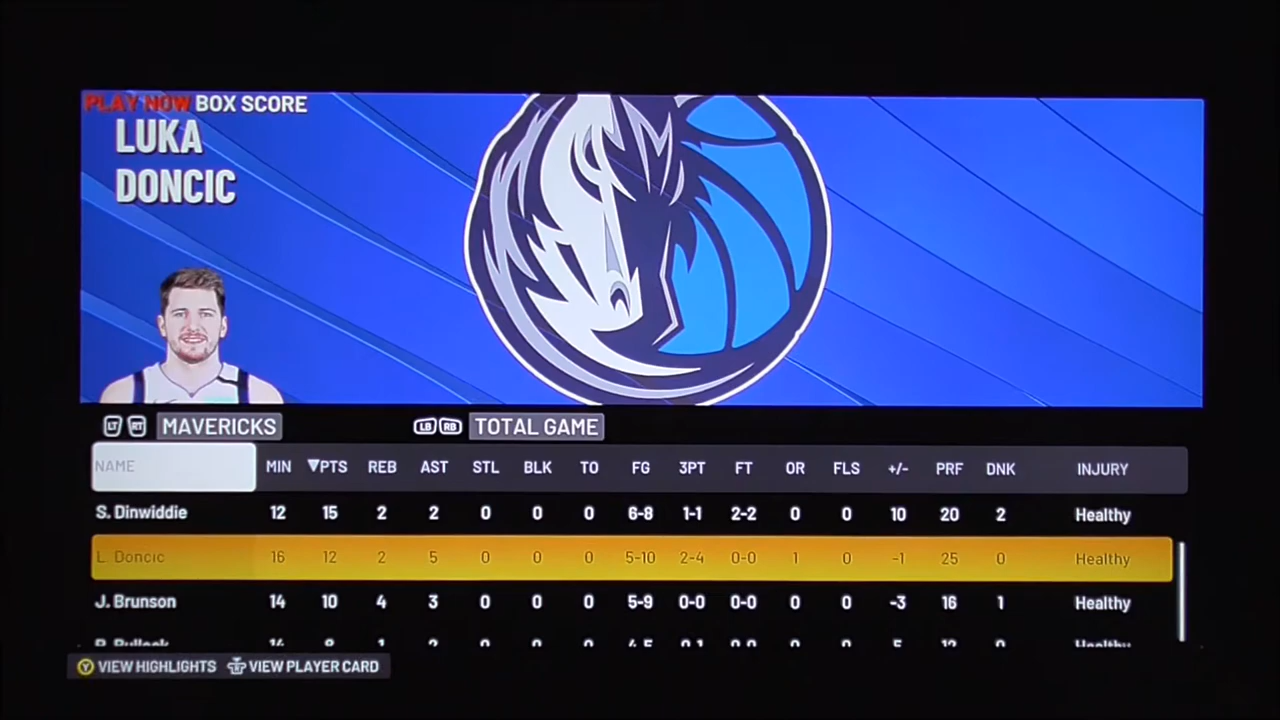 PLAY NOW BOX SCORE
LUKA
DONCIC
LT RT MAVERICKS LB RB TOTAL GAME
NAME MIN ▼PTS REB AST STL BLK TO FG 3PT FT OR FLS +/- PRF DNK INJURY
S. Dinwiddie 12 15 2 2 0 0 0 6-8 1-1 2-2 0 0 10 20 2 Healthy
L. Doncic 16 12 2 5 0 0 0 5-10 2-4 0-0 1 0 -1 25 0 Healthy
J. Brunson 14 10 4 3 0 0 0 5-9 0-0 0-0 0 0 -3 16 1 Healthy
Y VIEW HIGHLIGHTS VIEW PLAYER CARD